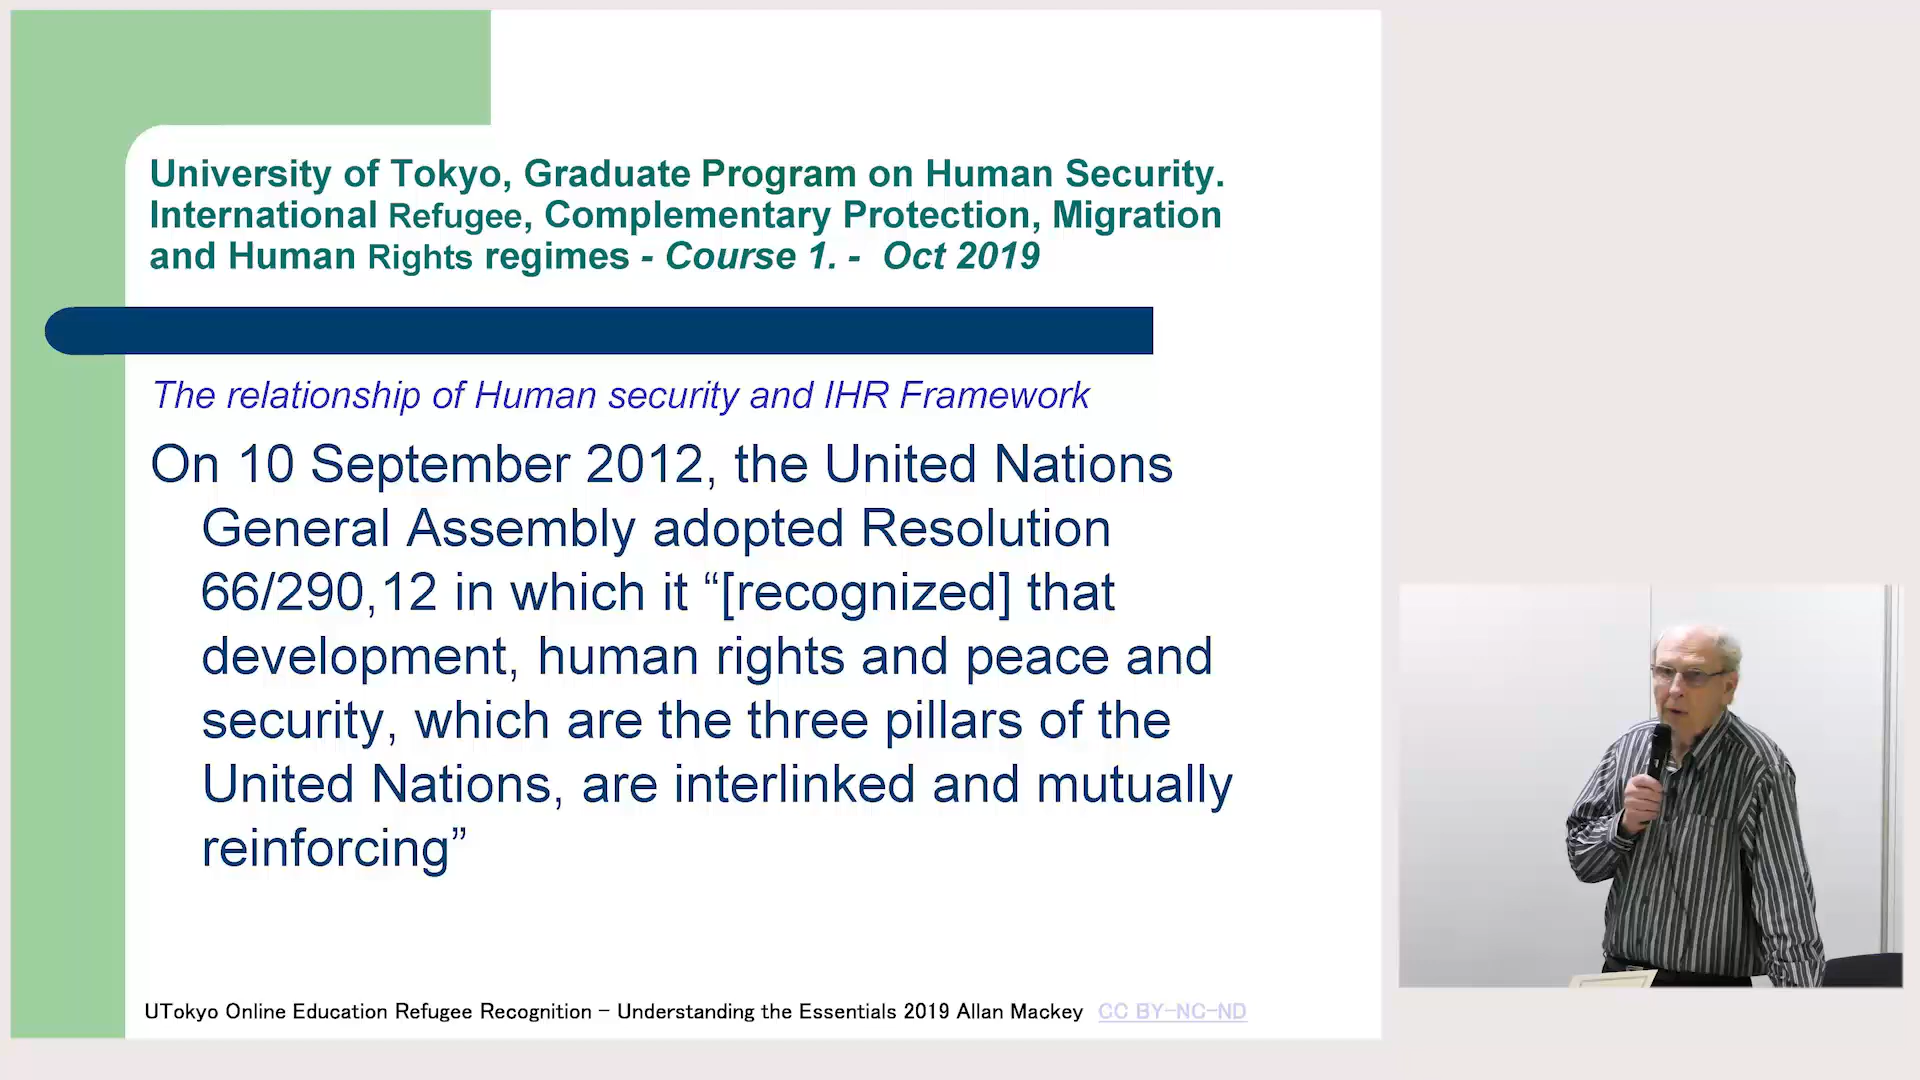 University of Tokyo, Graduate Program on Human Security.
International Refugee, Complementary Protection, Migration
and Human Rights regimes - Course 1. - Oct 2019
The relationship of Human security and IHR Framework
On 10 September 2012, the United Nations
General Assembly adopted Resolution
66/290,12 in which it “[recognized] that
development, human rights and peace and
security, which are the three pillars of the
United Nations, are interlinked and mutually
reinforcing”
UTokyo Online Education Refugee Recognition – Understanding the Essentials 2019 Allan Mackey CC BY-NC-ND